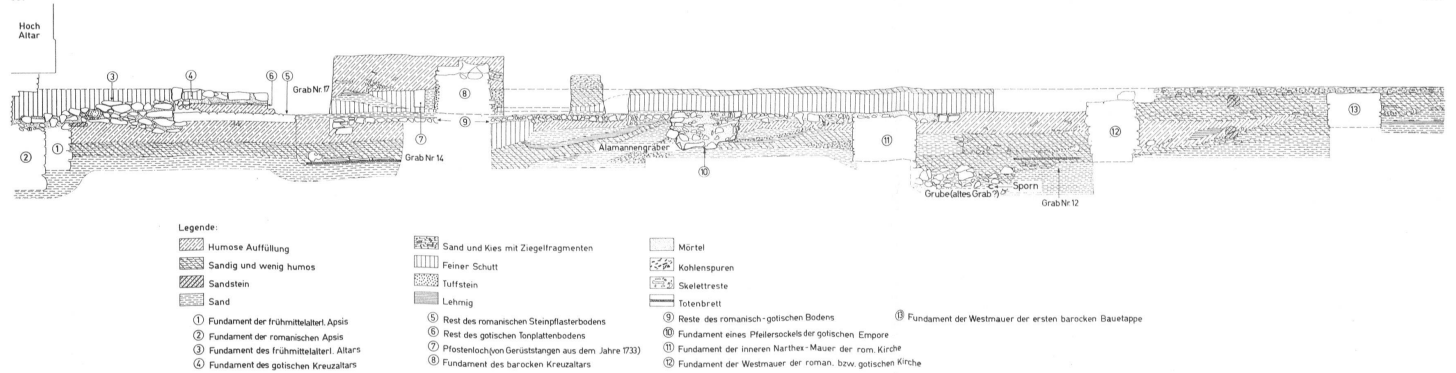 Hoch
Altar
③
④
⑥
⑤
Grab Nr. 17
⑧
⑨
⑬
②
①
⑦
Grab Nr 14
Alamannengräber
⑩
⑪
⑫
Grube (altes Grab?)
Sporn
Grab Nr. 12
Legende:
Humose Auffüllung
Sandig und wenig humos
Sandstein
Sand
Sand und Kies mit Ziegelfragmenten
Feiner Schutt
Tuffstein
Lehmig
Mörtel
Kohlenspuren
Skelettreste
Totenbrett
① Fundament der frühmittelalterl. Apsis
② Fundament der romanischen Apsis
③ Fundament des frühmittelalterl. Altars
④ Fundament des gotischen Kreuzaltars
⑤ Rest des romanischen Steinpflasterbodens
⑥ Rest des gotischen Tonplattenbodens
⑦ Pfostenloch (von Gerüststangen aus dem Jahre 1733)
⑧ Fundament des barocken Kreuzaltars
⑨ Reste des romanisch-gotischen Bodens
⑩ Fundament eines Pfeilersockels der gotischen Empore
⑪ Fundament der inneren Narthex-Mauer der rom. Kirche
⑫ Fundament der Westmauer der roman. bzw. gotischen Kirche
⑬ Fundament der Westmauer der ersten barocken Bauetappe